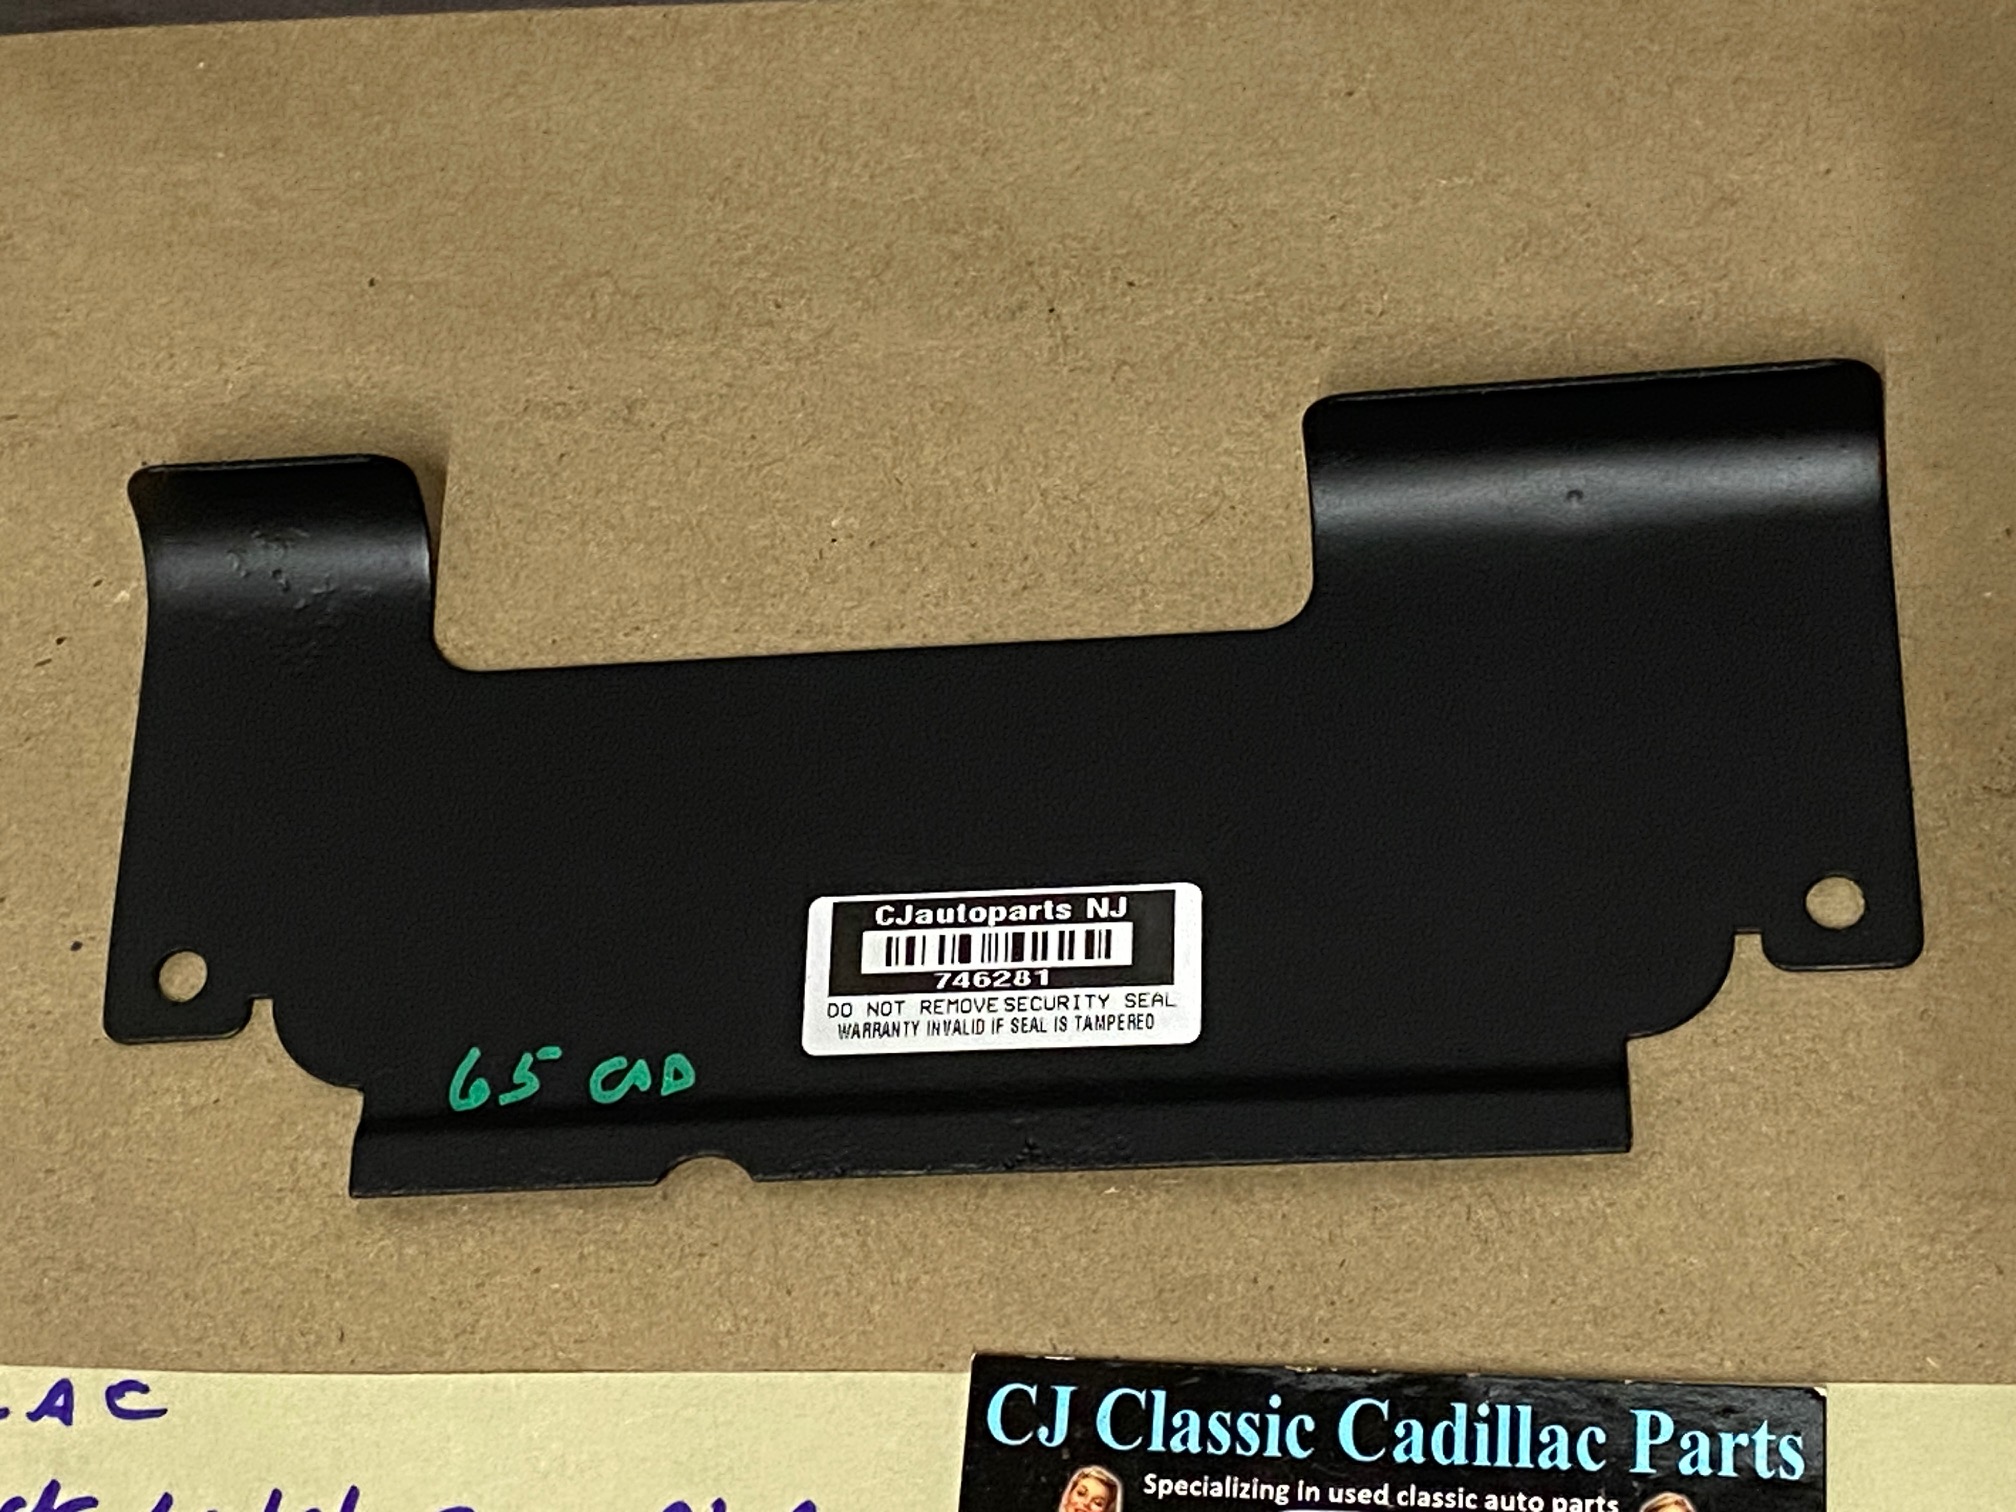 CJautoparts NJ
746281
DO NOT REMOVE SECURITY SEAL
WARRANTY INVALID IF SEAL IS TAMPERED
65 CAD
AC
CJ Classic Cadillac Parts
Specializing in used classic auto parts